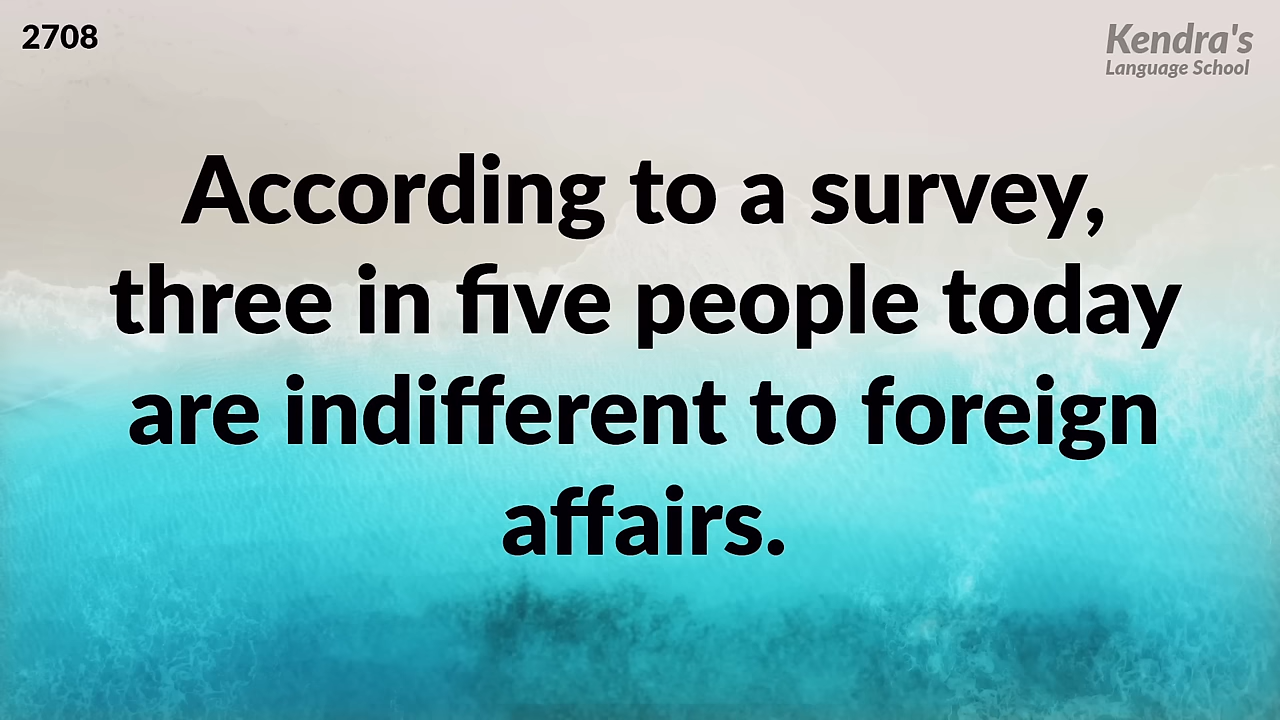 2708
Kendra's
Language School
According to a survey,
three in five people today
are indifferent to foreign
affairs.